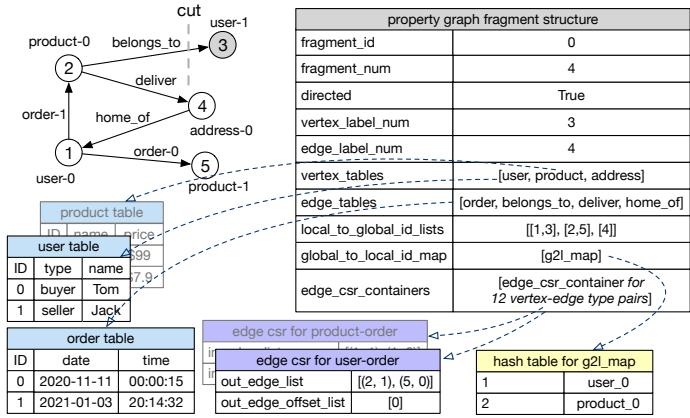 cut
user-1
product-0
belongs_to
3
2
deliver
order-1
home_of
4
address-0
1
order-0
5
user-0
product-1
property graph fragment structure
fragment_id 0
fragment_num 4
directed True
vertex_label_num 3
edge_label_num 4
vertex_tables [user, product, address]
edge_tables [order, belongs_to, deliver, home_of]
local_to_global_id_lists [[1,3], [2,5], [4]]
global_to_local_id_map [g2l_map]
edge_csr_containers [edge_csr_container for
12 vertex-edge type pairs]
product table
ID name price
$99
$7.9
user table
ID type name
0 buyer Tom
1 seller Jack
order table
ID date time
0 2020-11-11 00:00:15
1 2021-01-03 20:14:32
edge csr for product-order
edge csr for user-order
out_edge_list [(2, 1), (5, 0)]
out_edge_offset_list [0]
hash table for g2l_map
1 user_0
2 product_0